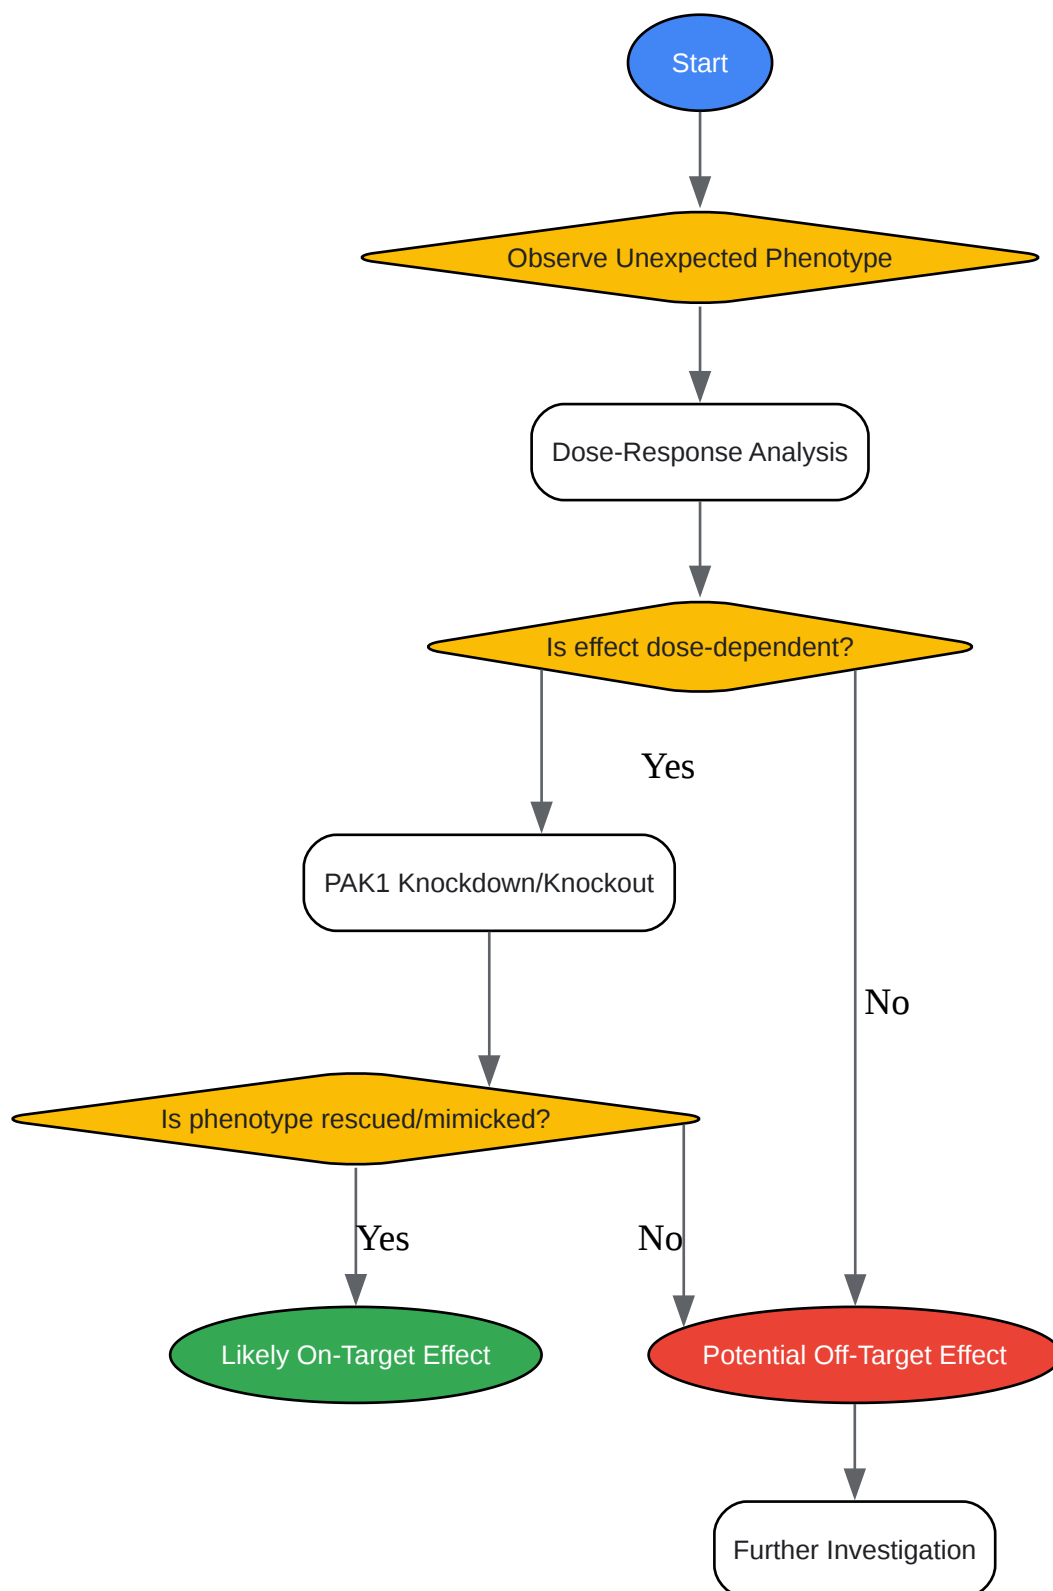 Start
Observe Unexpected Phenotype
Dose-Response Analysis
Is effect dose-dependent?
Yes
PAK1 Knockdown/Knockout
No
Is phenotype rescued/mimicked?
Yes
No
Likely On-Target Effect
Potential Off-Target Effect
Further Investigation